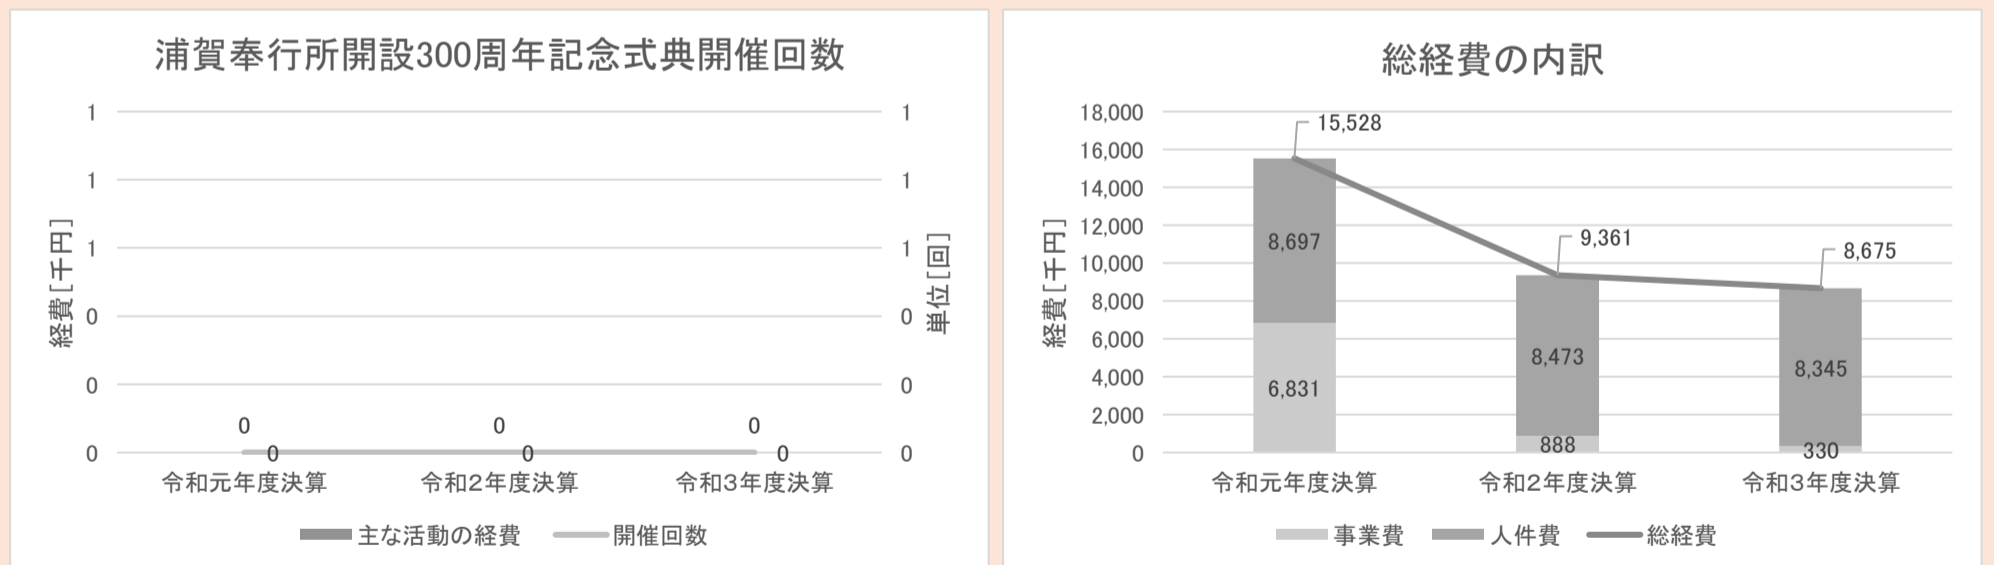 浦賀奉行所開設300周年記念式典開催回数
経費[千円]
単位[回]
1
1
1
0
0
0
1
1
1
0
0
0
0
0
0
0
0
0
令和元年度決算
令和2年度決算
令和3年度決算
主な活動の経費
開催回数
総経費の内訳
経費[千円]
18,000
16,000
14,000
12,000
10,000
8,000
6,000
4,000
2,000
0
15,528
9,361
8,675
8,697
8,473
8,345
6,831
888
330
令和元年度決算
令和2年度決算
令和3年度決算
事業費
人件費
総経費